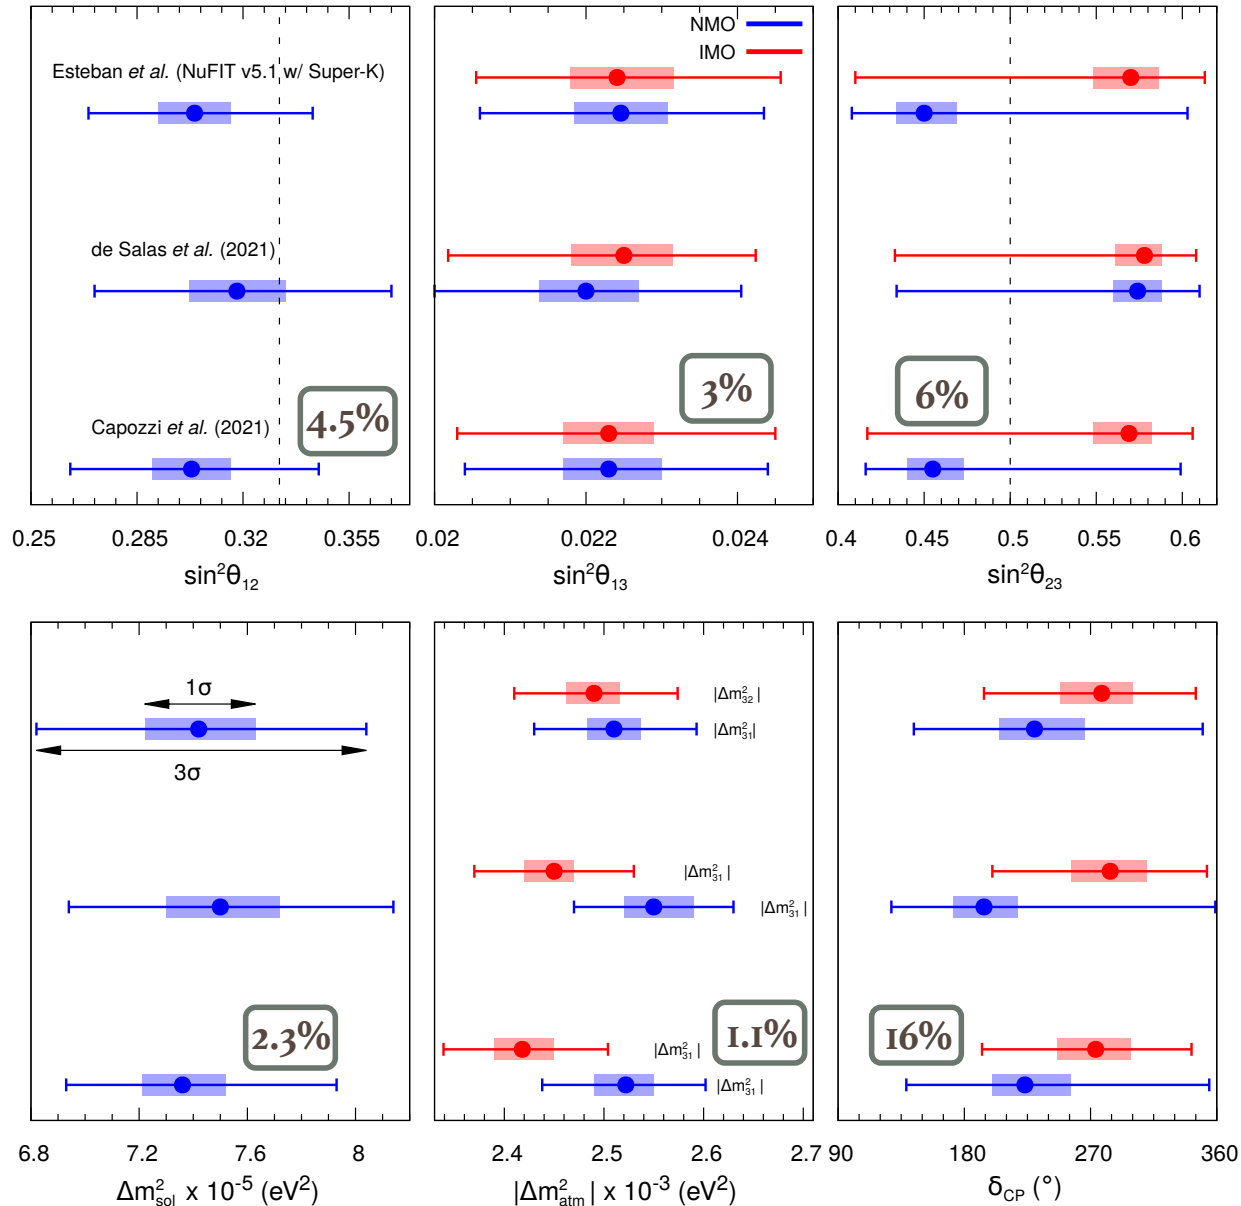 NMO
IMO
Esteban et al. (NuFIT v5.1 w/ Super-K)
de Salas et al. (2021)
Capozzi et al. (2021)
4.5%
3%
6%
0.25 0.285 0.32 0.355
0.02 0.022 0.024
0.4 0.45 0.5 0.55 0.6
sin²θ₁₂
sin²θ₁₃
sin²θ₂₃
1σ
3σ
|Δm²₃₂|
|Δm²₃₁|
|Δm²₃₁|
|Δm²₃₁|
|Δm²₃₁|
|Δm²₃₁|
2.3%
1.1%
16%
6.8 7.2 7.6 8
2.4 2.5 2.6 2.7
90 180 270 360
Δm²sol x 10⁻⁵ (eV²)
|Δm²atm| x 10⁻³ (eV²)
δCP (°)